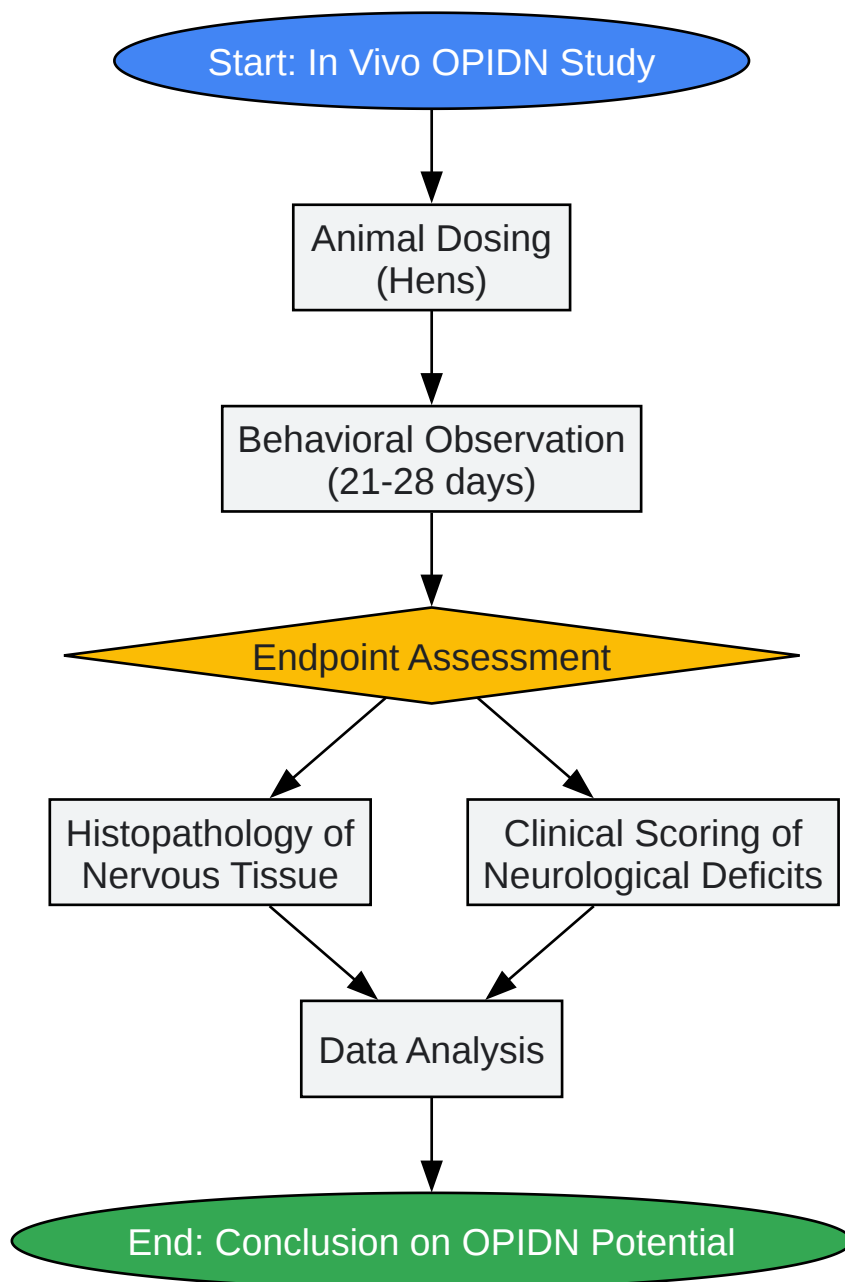 Start: In Vivo OPIDN Study
Animal Dosing
(Hens)
Behavioral Observation
(21-28 days)
Endpoint Assessment
Histopathology of
Nervous Tissue
Clinical Scoring of
Neurological Deficits
Data Analysis
End: Conclusion on OPIDN Potential